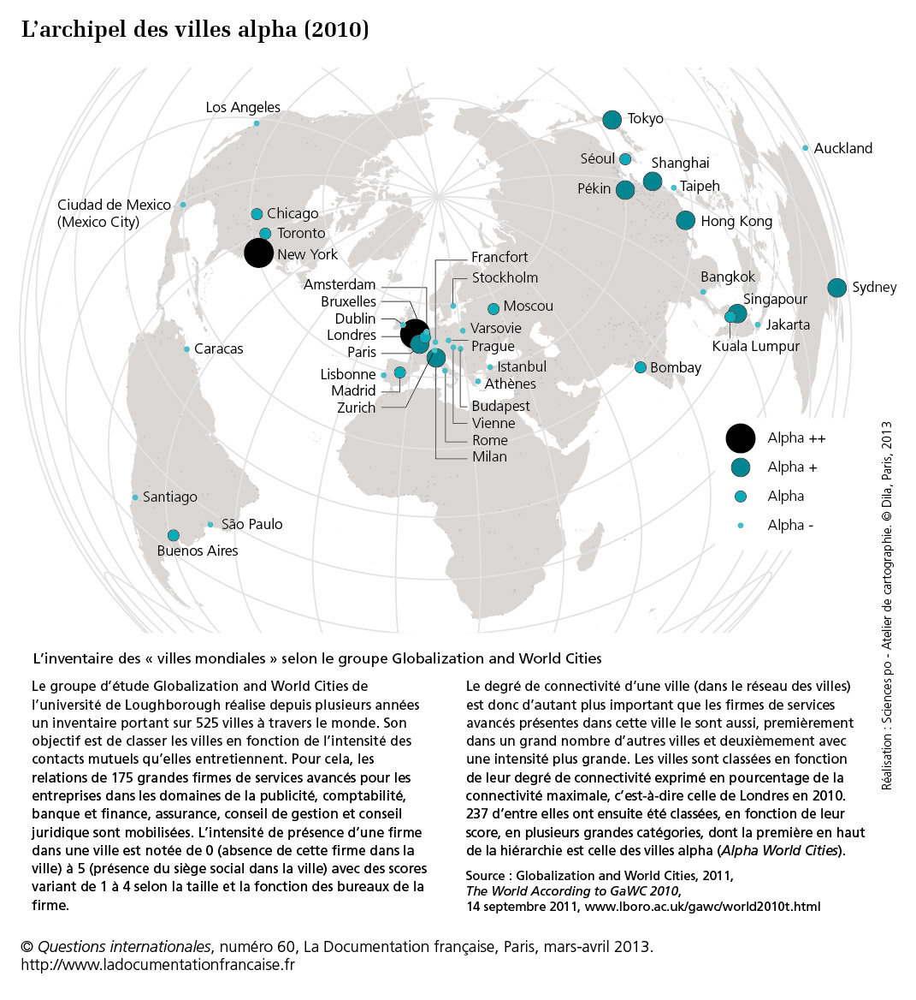 L’archipel des villes alpha (2010)
Los Angeles
Tokyo
Auckland
Séoul
Shanghai
Pékin
Taipeh
Ciudad de Mexico
(Mexico City)
Chicago
Hong Kong
Toronto
New York
Francfort
Stockholm
Amsterdam
Bangkok
Sydney
Bruxelles
Singapour
Moscou
Dublin
Jakarta
Varsovie
Londres
Prague
Kuala Lumpur
Caracas
Paris
Istanbul
Bombay
Lisbonne
Athènes
Madrid
Zurich
Budapest
Vienne
Rome
Milan
Alpha ++
Alpha +
Alpha
Alpha -
Santiago
São Paulo
Buenos Aires
Réalisation : Sciences po - Atelier de cartographie. © Dila, Paris, 2013
L’inventaire des « villes mondiales » selon le groupe Globalization and World Cities
Le groupe d’étude Globalization and World Cities de
l’université de Loughborough réalise depuis plusieurs années
un inventaire portant sur 525 villes à travers le monde. Son
objectif est de classer les villes en fonction de l’intensité des
contacts mutuels qu’elles entretiennent. Pour cela, les
relations de 175 grandes firmes de services avancés pour les
entreprises dans les domaines de la publicité, comptabilité,
banque et finance, assurance, conseil de gestion et conseil
juridique sont mobilisées. L’intensité de présence d’une firme
dans une ville est notée de 0 (absence de cette firme dans la
ville) à 5 (présence du siège social dans la ville) avec des scores
variant de 1 à 4 selon la taille et la fonction des bureaux de la
firme.
Le degré de connectivité d’une ville (dans le réseau des villes)
est donc d’autant plus important que les firmes de services
avancés présentes dans cette ville le sont aussi, premièrement
dans un grand nombre d’autres villes et deuxièmement avec
une intensité plus grande. Les villes sont classées en fonction
de leur degré de connectivité exprimé en pourcentage de la
connectivité maximale, c’est-à-dire celle de Londres en 2010.
237 d’entre elles ont ensuite été classées, en fonction de leur
score, en plusieurs grandes catégories, dont la première en haut
de la hiérarchie est celle des villes alpha (Alpha World Cities).
Source : Globalization and World Cities, 2011,
The World According to GaWC 2010,
14 septembre 2011, www.lboro.ac.uk/gawc/world2010t.html
© Questions internationales, numéro 60, La Documentation française, Paris, mars-avril 2013.
http://www.ladocumentationfrancaise.fr